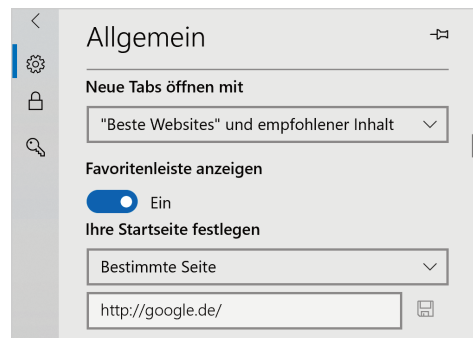 Allgemein
Neue Tabs öffnen mit
"Beste Websites" und empfohlener Inhalt
Favoritenleiste anzeigen
Ein
Ihre Startseite festlegen
Bestimmte Seite
http://google.de/